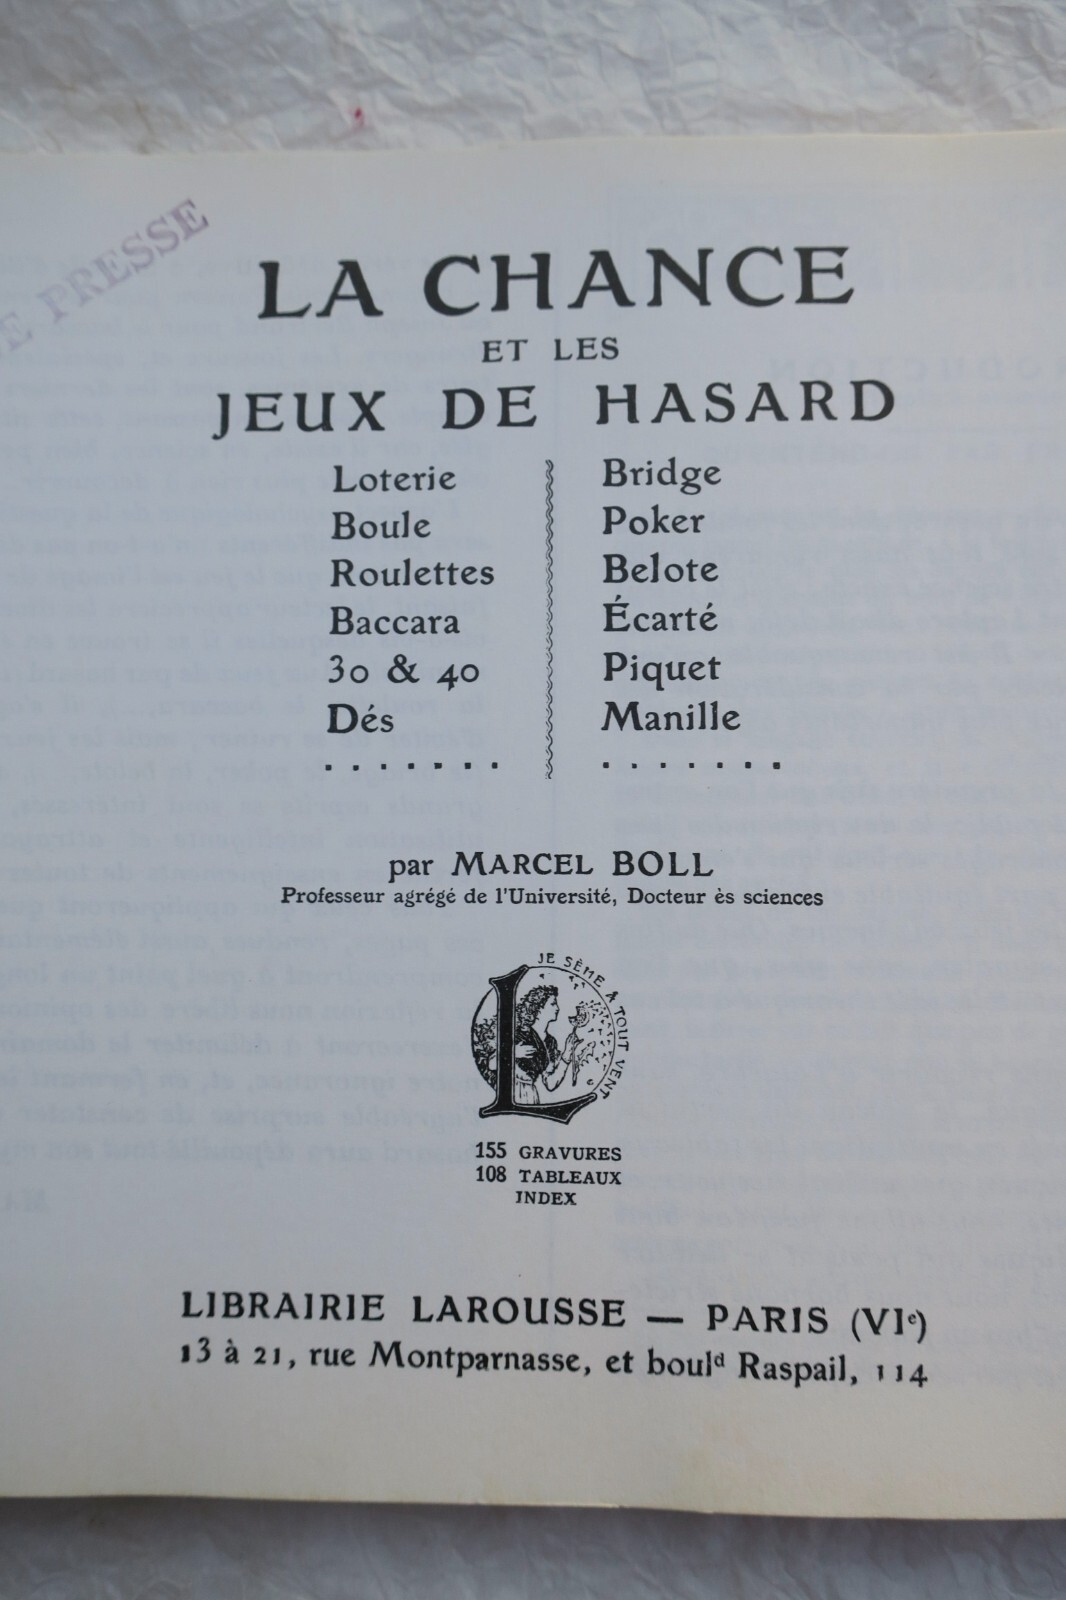 E PRESSE
LA CHANCE
ET LES
JEUX DE HASARD
Loterie
Boule
Roulettes
Baccara
30 & 40
Dés
.......
Bridge
Poker
Belote
Écarté
Piquet
Manille
.......
par MARCEL BOLL
Professeur agrégé de l'Université, Docteur ès sciences
JE SÈME A TOUT VENT
L
155 GRAVURES
108 TABLEAUX
INDEX
LIBRAIRIE LAROUSSE — PARIS (VIe)
13 à 21, rue Montparnasse, et bould Raspail, 114